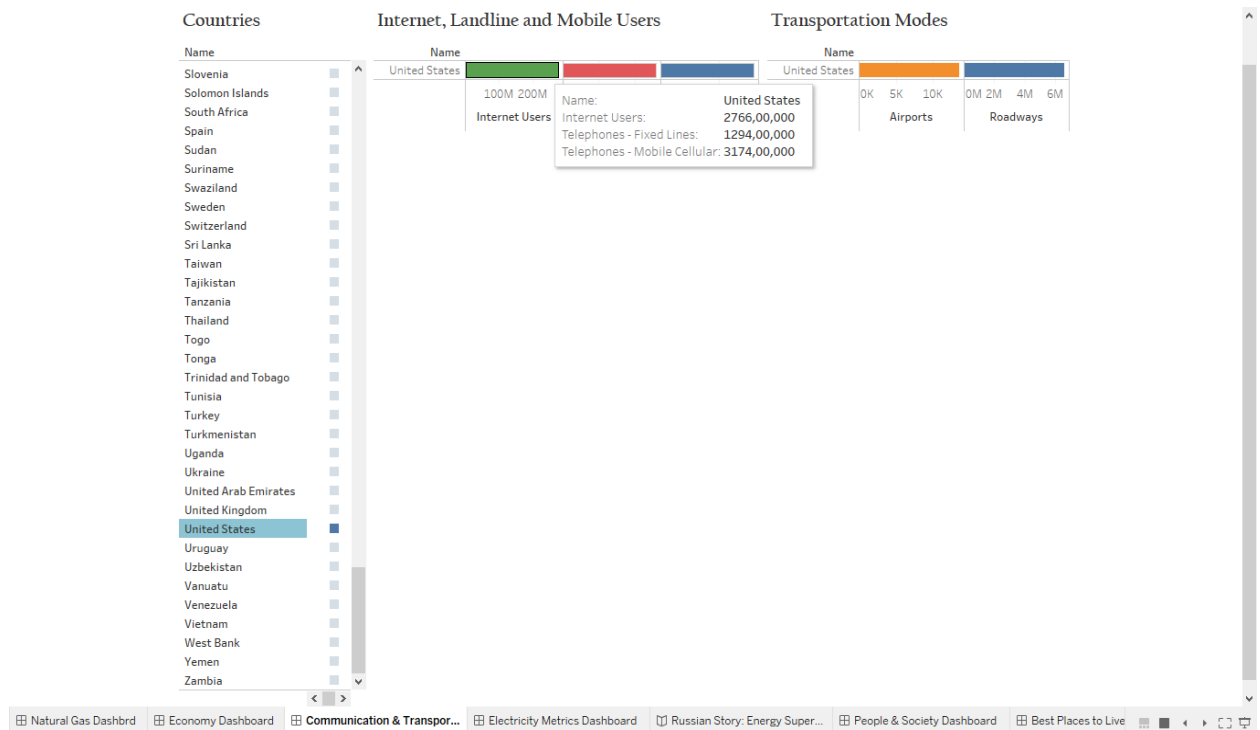 Countries
Internet, Landline and Mobile Users
Transportation Modes
Name
Name
Name
Slovenia
Solomon Islands
South Africa
Spain
Sudan
Suriname
Swaziland
Sweden
Switzerland
Sri Lanka
Taiwan
Tajikistan
Tanzania
Thailand
Togo
Tonga
Trinidad and Tobago
Tunisia
Turkey
Turkmenistan
Uganda
Ukraine
United Arab Emirates
United Kingdom
United States
Uruguay
Uzbekistan
Vanuatu
Venezuela
Vietnam
West Bank
Yemen
Zambia
United States
100M 200M
Internet Users
Name: United States
Internet Users: 2766,00,000
Telephones - Fixed Lines: 1294,00,000
Telephones - Mobile Cellular: 3174,00,000
United States
0K 5K 10K 0M 2M 4M 6M
Airports Roadways
Natural Gas Dashbrd Economy Dashboard Communication & Transpor... Electricity Metrics Dashboard Russian Story: Energy Super... People & Society Dashboard Best Places to Live